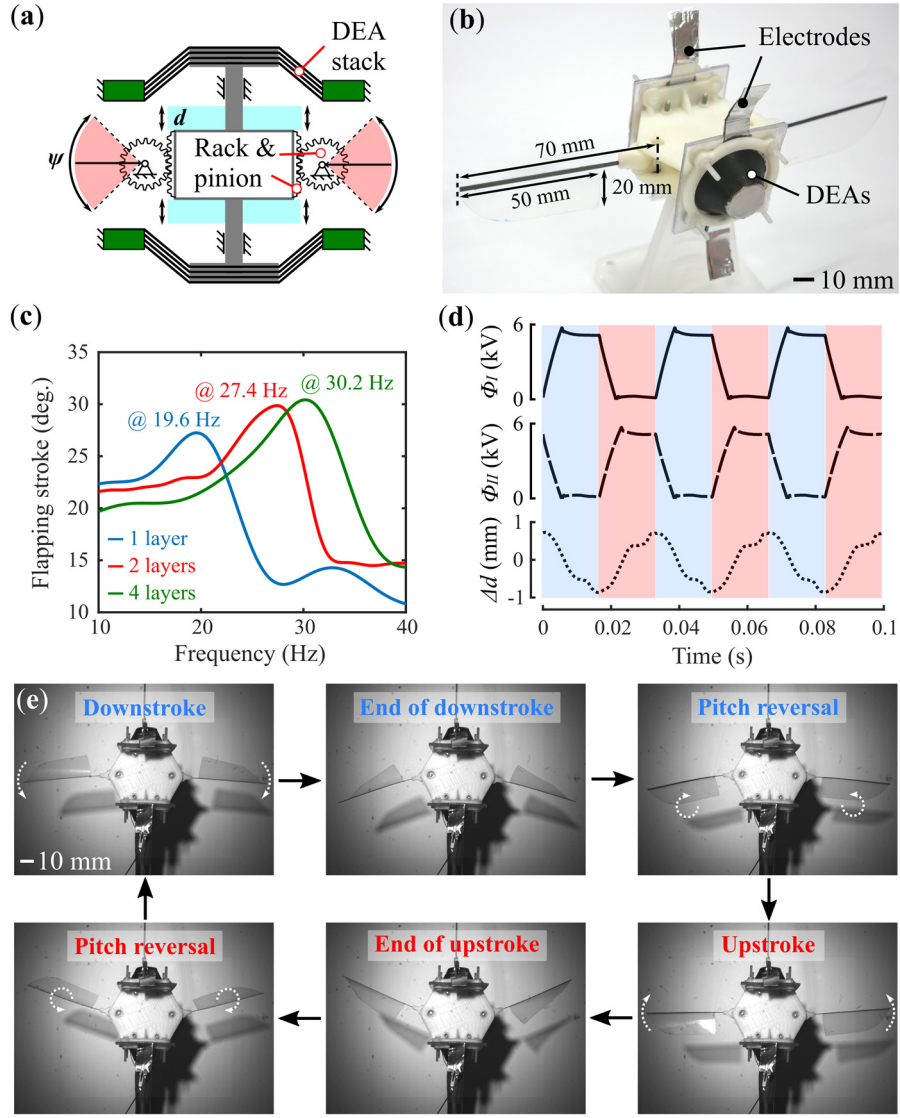 (a)
DEA
stack
d
ψ
Rack &
pinion
(b)
Electrodes
70 mm
50 mm
20 mm
DEAs
10 mm
(c)
Flapping stroke (deg.)
35
30
25
20
15
10
@ 19.6 Hz
@ 27.4 Hz
@ 30.2 Hz
1 layer
2 layers
4 layers
10
20
30
40
Frequency (Hz)
(d)
Φ_I (kV)
6
0
Φ_II (kV)
6
0
Δd (mm)
1
0
-1
0
0.02
0.04
0.06
0.08
0.1
Time (s)
(e)
Downstroke
End of downstroke
Pitch reversal
10 mm
Pitch reversal
End of upstroke
Upstroke